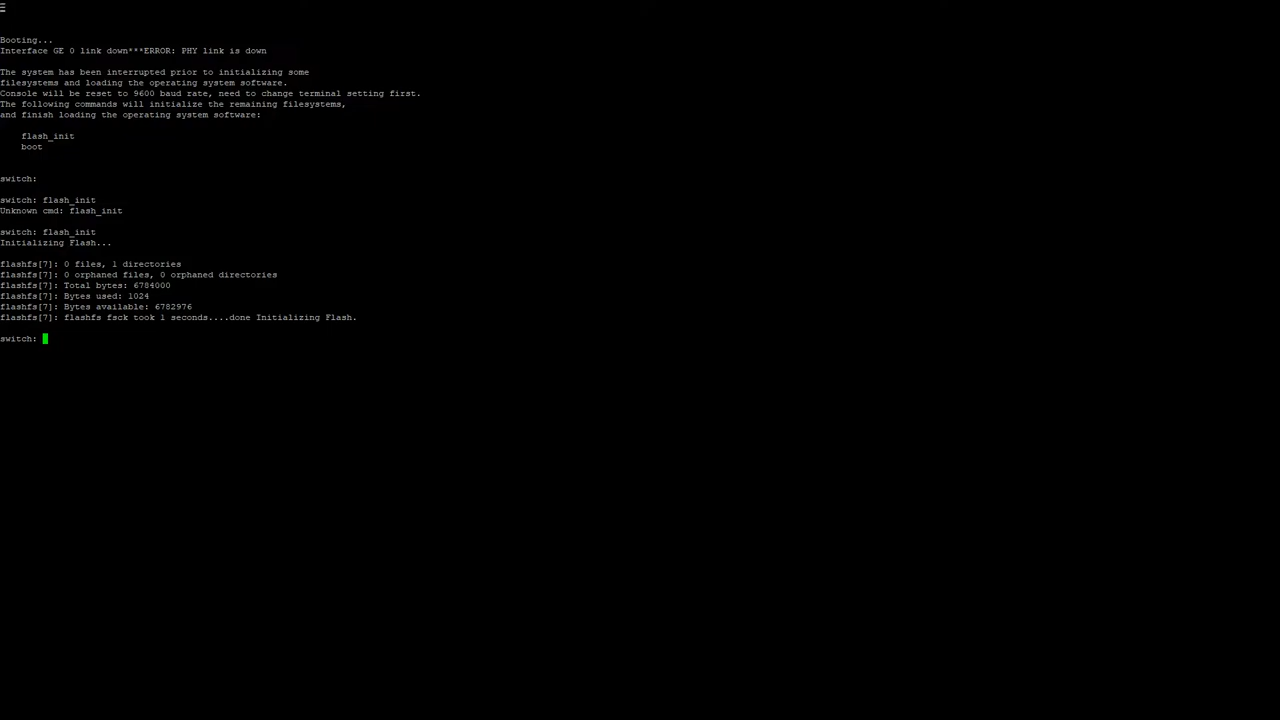 Booting...
Interface GE 0 link down***ERROR: PHY link is down
The system has been interrupted prior to initializing some
filesystems and loading the operating system software.
Console will be reset to 9600 baud rate, need to change terminal setting first.
The following commands will initialize the remaining filesystems,
and finish loading the operating system software:
flash_init
boot
switch:
switch: flash_init
Unknown cmd: flash_init
switch: flash_init
Initializing Flash...
flashfs[7]: 0 files, 1 directories
flashfs[7]: 0 orphaned files, 0 orphaned directories
flashfs[7]: Total bytes: 6784000
flashfs[7]: Bytes used: 1024
flashfs[7]: Bytes available: 6782976
flashfs[7]: flashfs fsck took 1 seconds....done Initializing Flash.
switch: